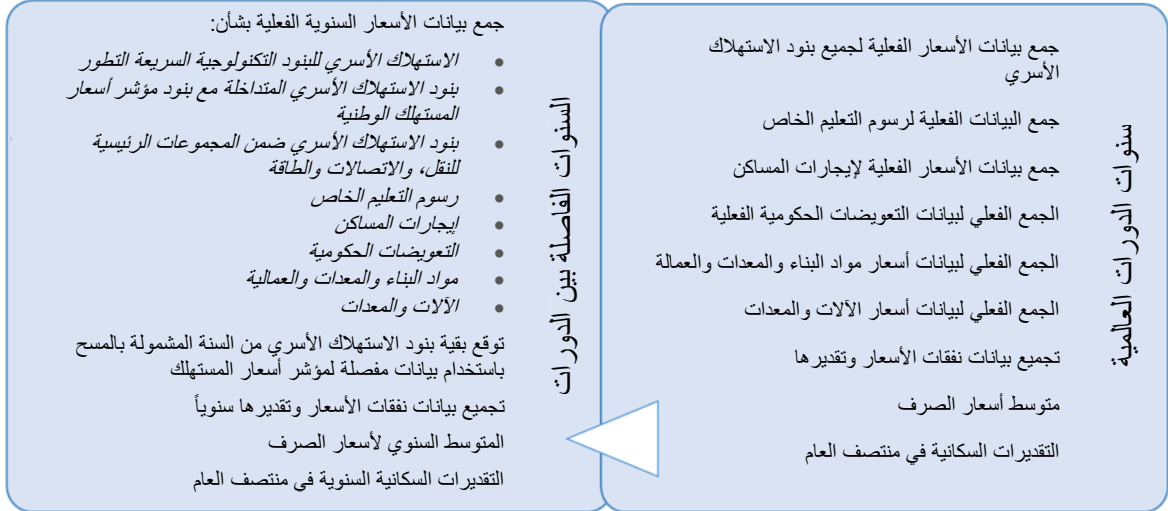 سنوات الدورات العالمية
جمع بيانات الأسعار الفعلية لجميع بنود الاستهلاك
الأسري
جمع البيانات الفعلية لرسوم التعليم الخاص
جمع بيانات الأسعار الفعلية لإيجارات المساكن
الجمع الفعلي لبيانات التعويضات الحكومية الفعلية
الجمع الفعلي لبيانات أسعار مواد البناء والمعدات والعمالة
الجمع الفعلي لبيانات أسعار الآلات والمعدات
تجميع بيانات نفقات الأسعار وتقديرها
متوسط أسعار الصرف
التقديرات السكانية في منتصف العام
السنوات الفاصلة بين الدورات
جمع بيانات الأسعار السنوية الفعلية بشأن:
● الاستهلاك الأسري للبنود التكنولوجية السريعة التطور
● بنود الاستهلاك الأسري المتداخلة مع بنود مؤشر أسعار
المستهلك الوطنية
● بنود الاستهلاك الأسري ضمن المجموعات الرئيسية
للنقل، والاتصالات والطاقة
● رسوم التعليم الخاص
● إيجارات المساكن
● التعويضات الحكومية
● مواد البناء والمعدات والعمالية
● الآلات والمعدات
توقع بقية بنود الاستهلاك الأسري من السنة المشمولة بالمسح
باستخدام بيانات مفصلة لمؤشر أسعار المستهلك
تجميع بيانات نفقات الأسعار وتقديرها سنوياً
المتوسط السنوي لأسعار الصرف
التقديرات السكانية السنوية في منتصف العام